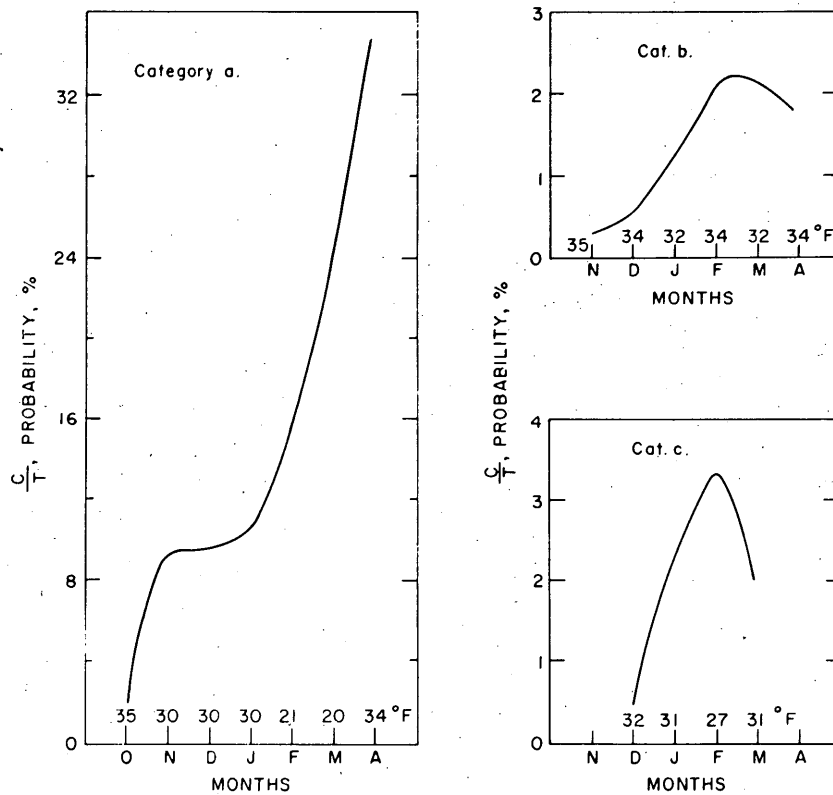 Category a.
32
24
16
8
0
C/T, PROBABILITY, %
35 30 30 30 21 20 34 °F
O N D J F M A
MONTHS
Cat. b.
3
2
1
0
35 34 32 34 32 34 °F
N D J F M A
MONTHS
C/T, PROBABILITY, %
Cat. c.
4
3
2
1
0
32 31 27 31 °F
N D J F M A
MONTHS